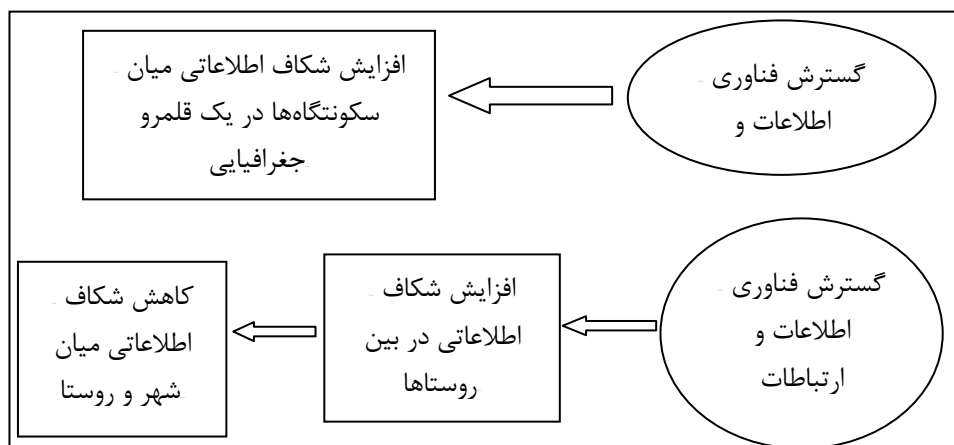 گسترش فناوری
اطلاعات و
افزایش شکاف اطلاعاتی میان
سکونتگاه‌ها در یک قلمرو
جغرافیایی
گسترش فناوری
اطلاعات و
ارتباطات
افزایش شکاف
اطلاعاتی در بین
روستاها
کاهش شکاف
اطلاعاتی میان
شهر و روستا